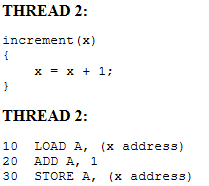 THREAD 2:
increment(x)
{
x = x + 1;
}
THREAD 2:
10 LOAD A, (x address)
20 ADD A, 1
30 STORE A, (x address)